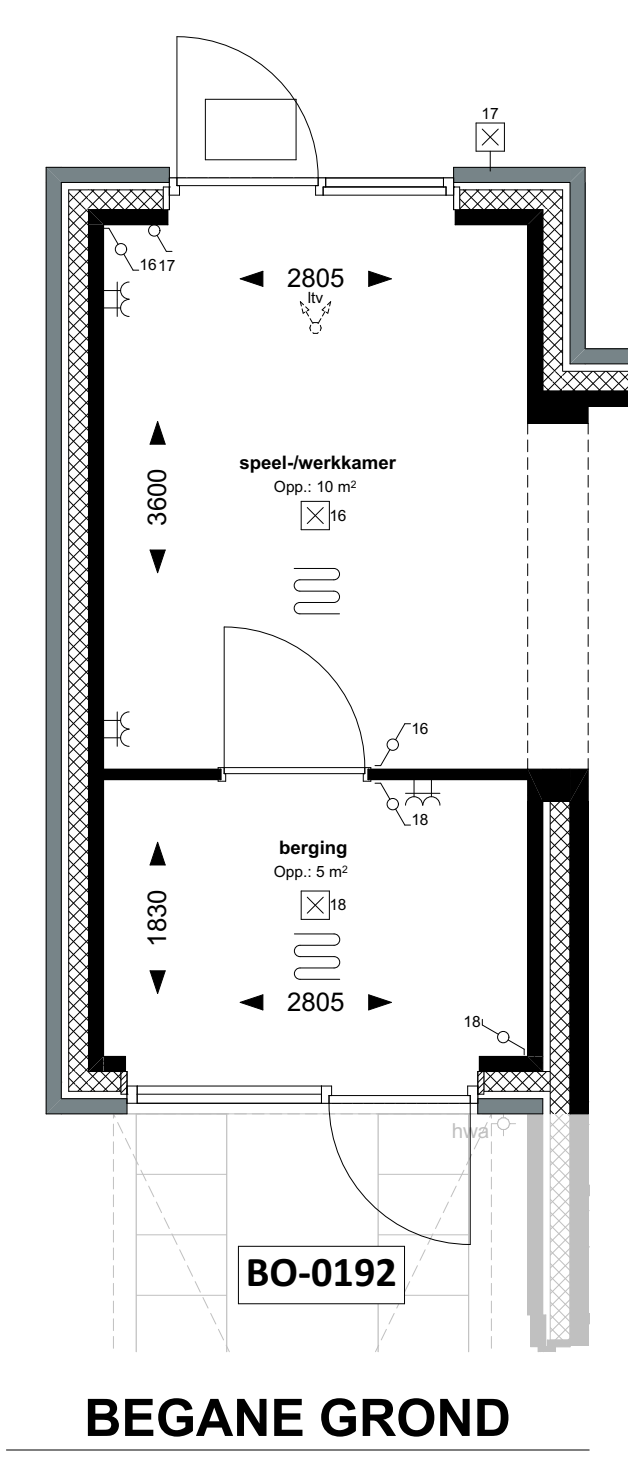 17
16 17
2805
ltv
speel-/werkkamer
Opp.: 10 m²
3600
16
16
18
berging
Opp.: 5 m²
1830
18
2805
18
hwa
BO-0192
BEGANE GROND